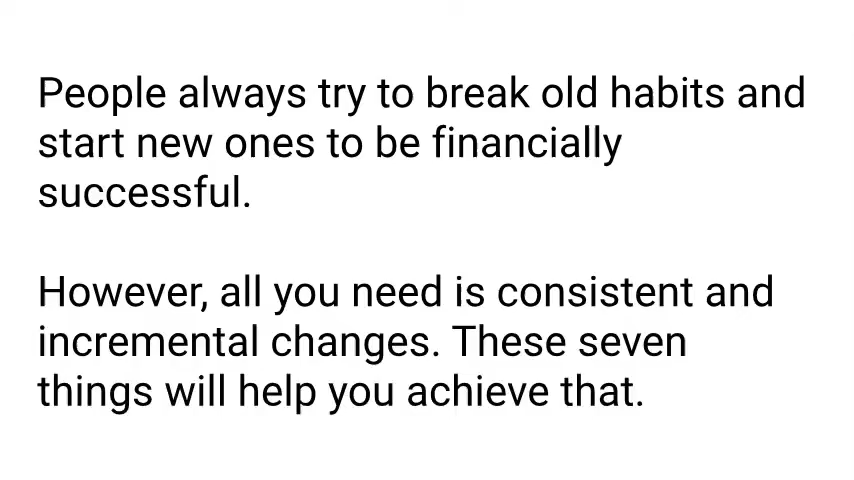 People always try to break old habits and
start new ones to be financially
successful.
However, all you need is consistent and
incremental changes. These seven
things will help you achieve that.